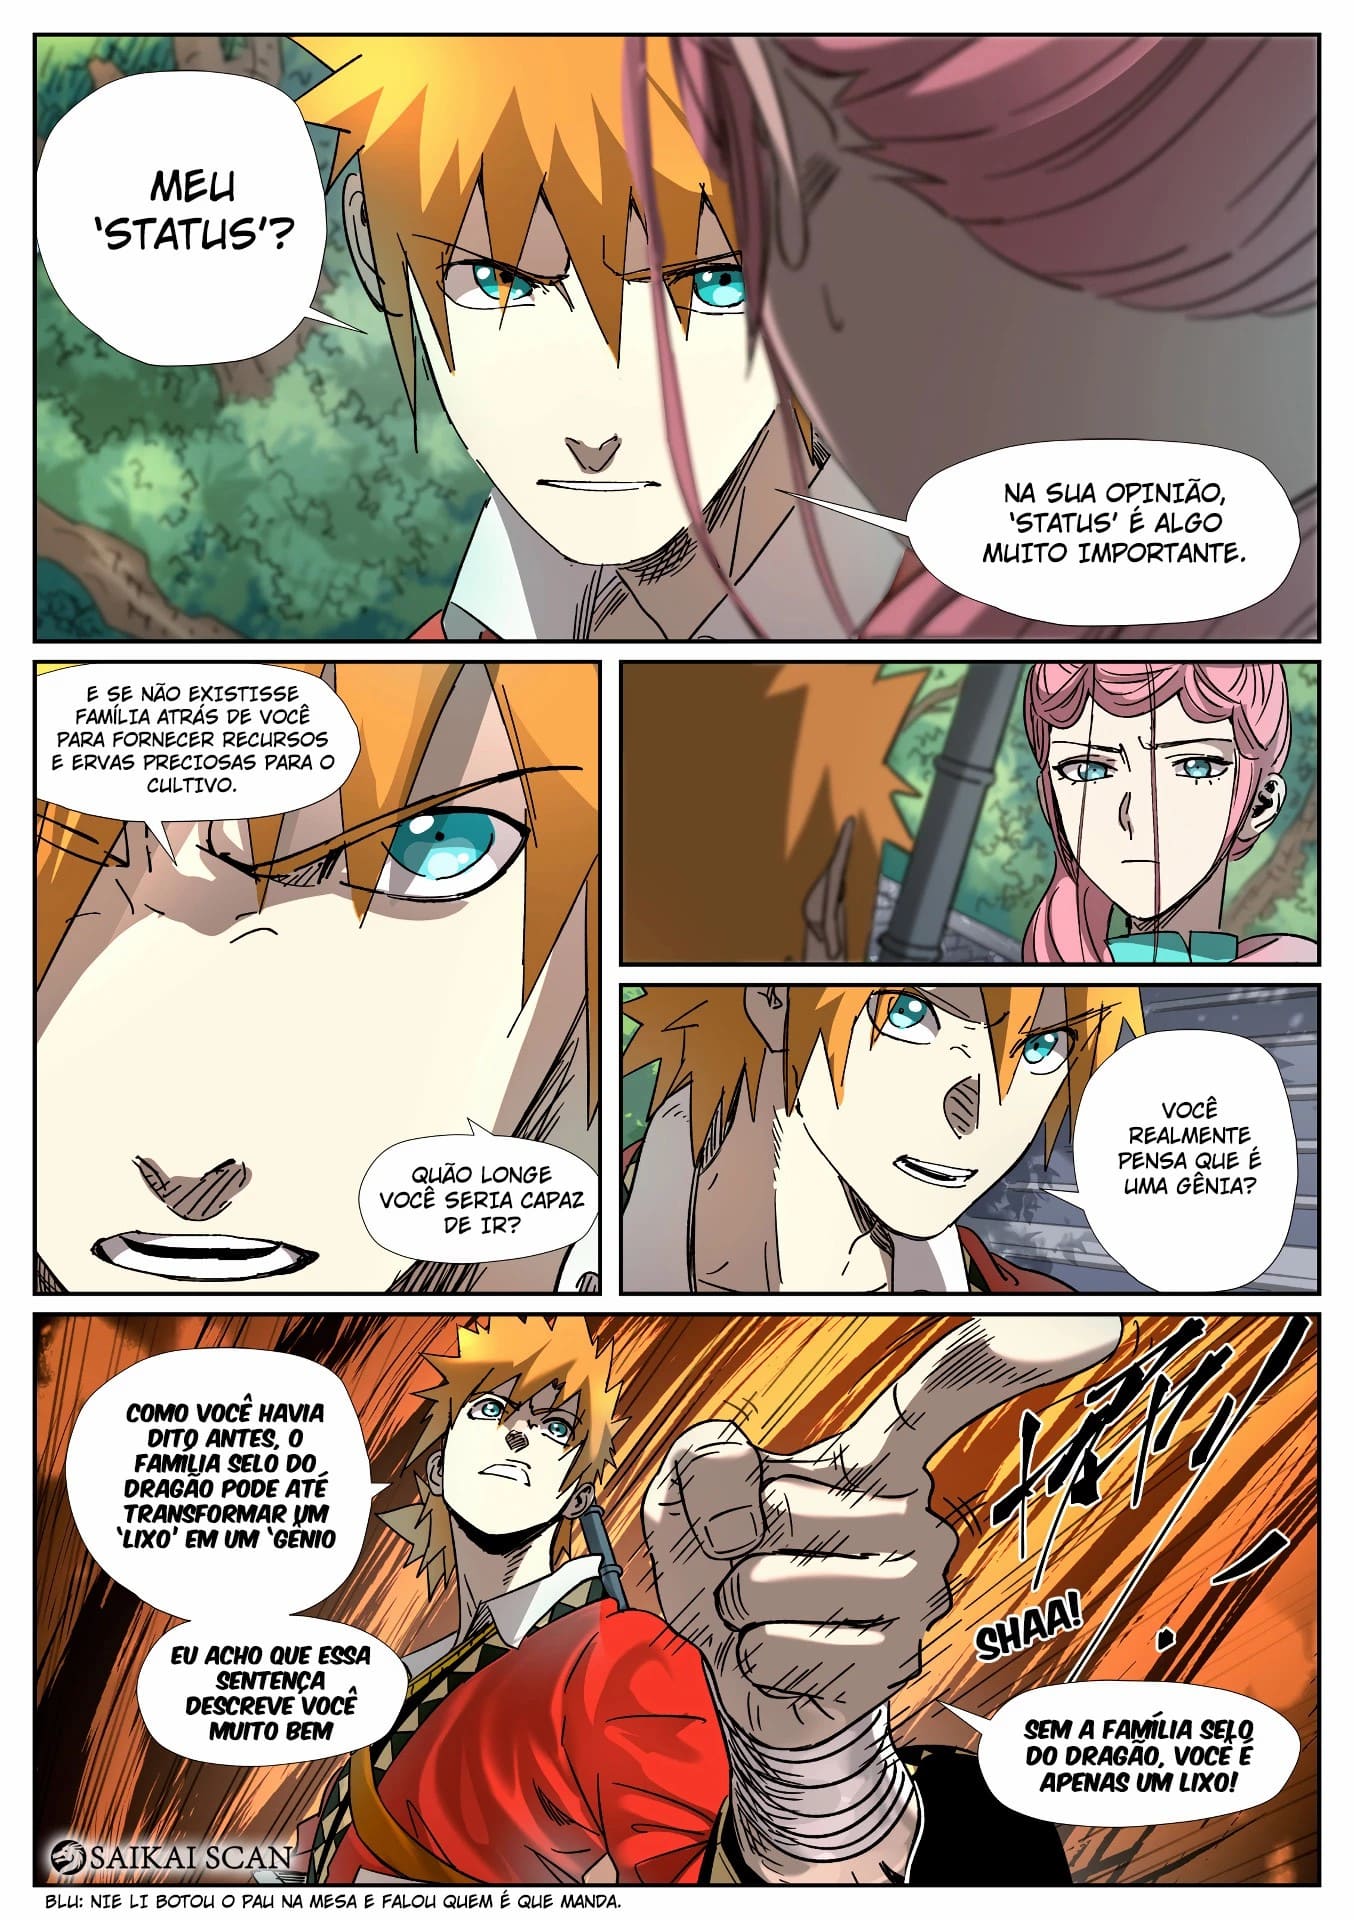 MEU
'STATUS'?
NA SUA OPINIÃO,
'STATUS' É ALGO
MUITO IMPORTANTE.
E SE NÃO EXISTISSE
FAMÍLIA ATRÁS DE VOCÊ
PARA FORNECER RECURSOS
E ERVAS PRECIOSAS PARA O
CULTIVO.
QUÃO LONGE
VOCÊ SERIA CAPAZ
DE IR?
VOCÊ
REALMENTE
PENSA QUE É
UMA GÊNIA?
COMO VOCÊ HAVIA
DITO ANTES, O
FAMÍLIA SELO DO
DRAGÃO PODE ATÉ
TRANSFORMAR UM
'LIXO' EM UM 'GÊNIO
EU ACHO QUE ESSA
SENTENÇA
DESCREVE VOCÊ
MUITO BEM
SHAA!
SEM A FAMÍLIA SELO
DO DRAGÃO, VOCÊ É
APENAS UM LIXO!
SAIKAI SCAN
BLU: NIE LI BOTOU O PAU NA MESA E FALOU QUEM É QUE MANDA.